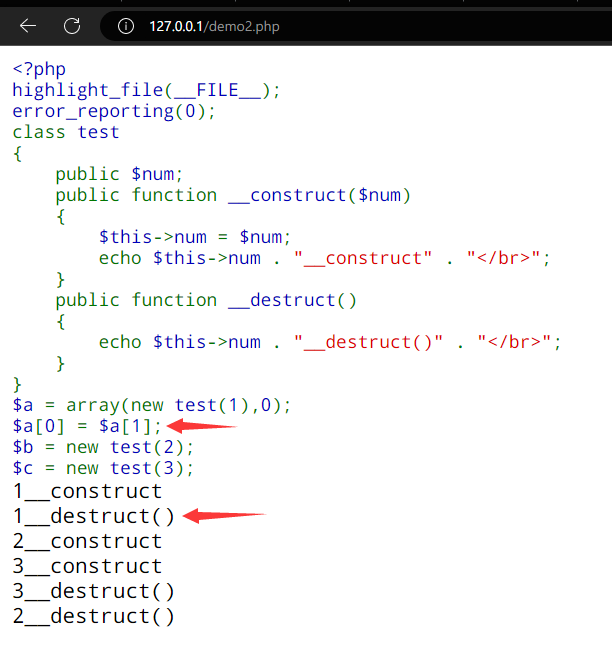 127.0.0.1/demo2.php
<?php
highlight_file(__FILE__);
error_reporting(0);
class test
{
    public $num;
    public function __construct($num)
    {
        $this->num = $num;
        echo $this->num . "__construct" . "</br>";
    }
    public function __destruct()
    {
        echo $this->num . "__destruct()" . "</br>";
    }
}
$a = array(new test(1),0);
$a[0] = $a[1];
$b = new test(2);
$c = new test(3);
1__construct
1__destruct()
2__construct
3__construct
3__destruct()
2__destruct()